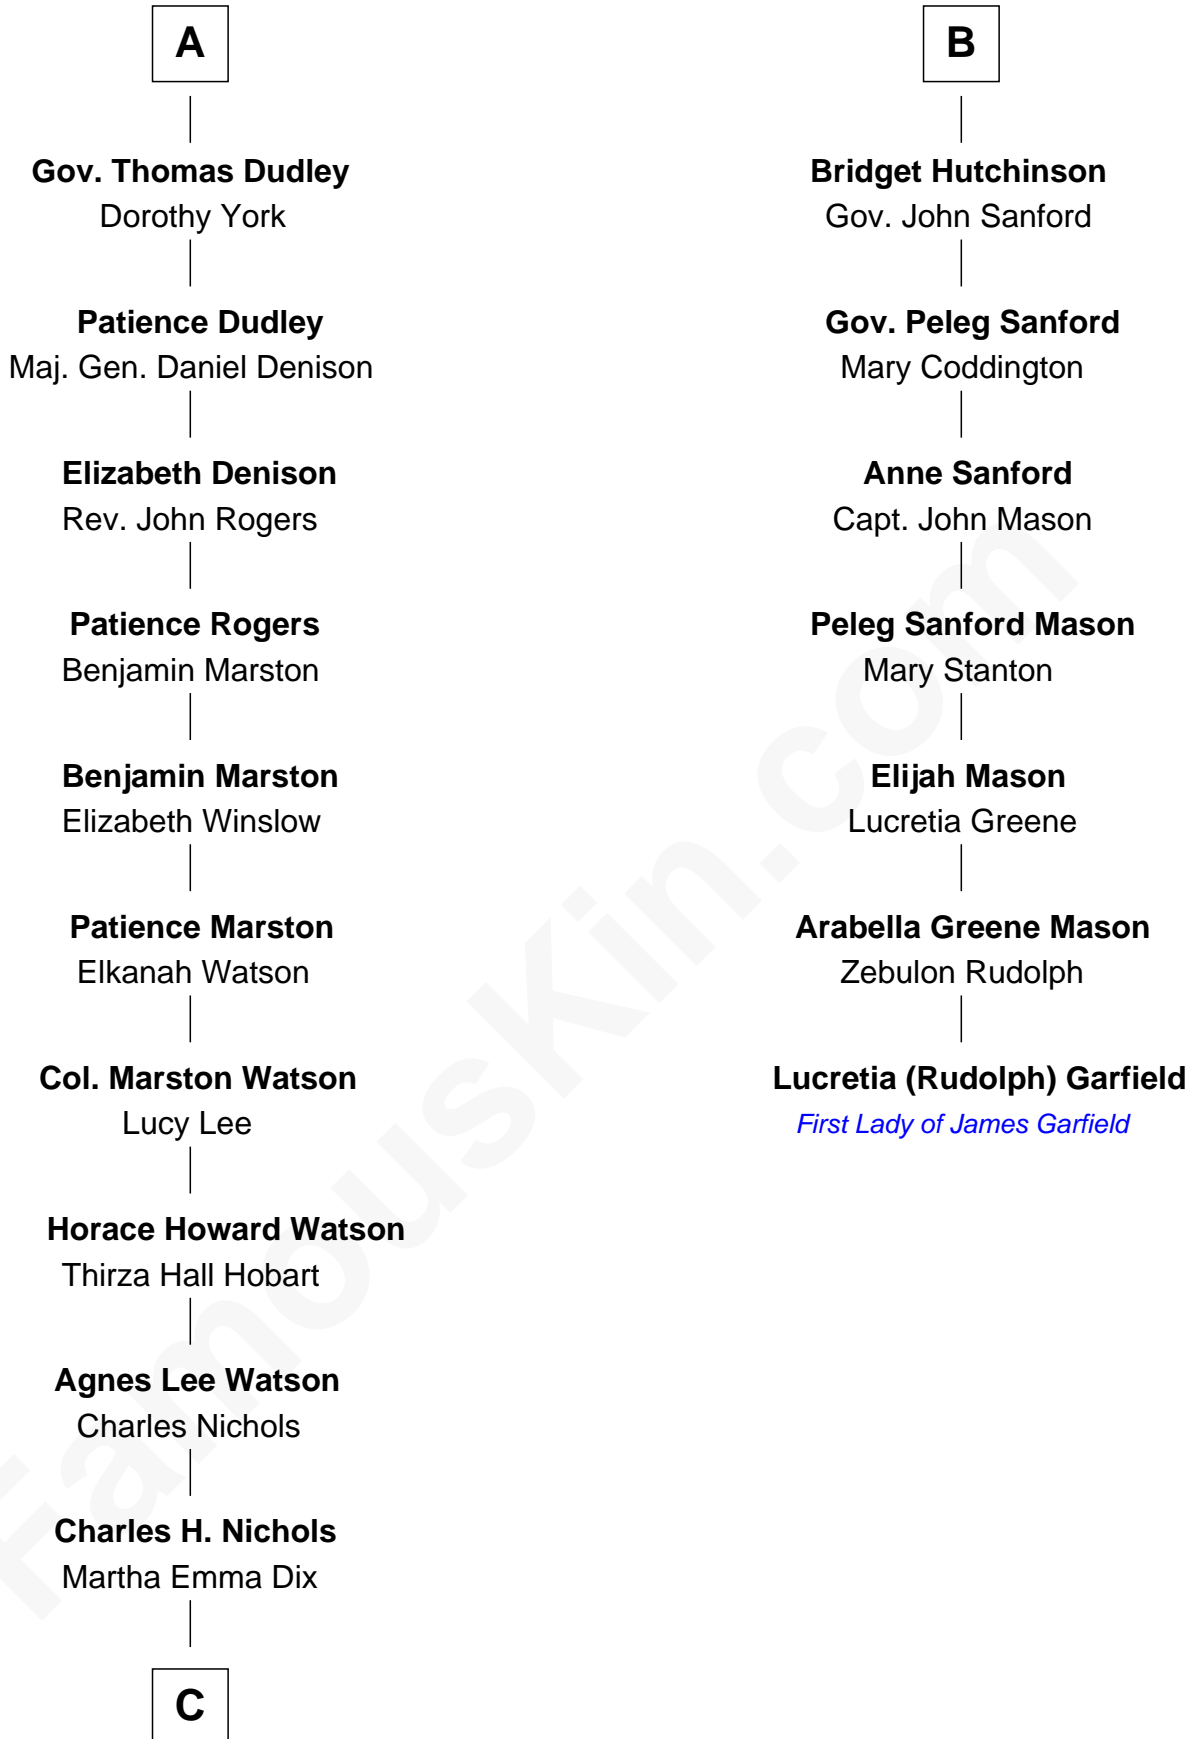 A
Gov. Thomas Dudley
Dorothy York
Patience Dudley
Maj. Gen. Daniel Denison
Elizabeth Denison
Rev. John Rogers
Patience Rogers
Benjamin Marston
Benjamin Marston
Elizabeth Winslow
Patience Marston
Elkanah Watson
Col. Marston Watson
Lucy Lee
Horace Howard Watson
Thirza Hall Hobart
Agnes Lee Watson
Charles Nichols
Charles H. Nichols
Martha Emma Dix
C
B
Bridget Hutchinson
Gov. John Sanford
Gov. Peleg Sanford
Mary Coddington
Anne Sanford
Capt. John Mason
Peleg Sanford Mason
Mary Stanton
Elijah Mason
Lucretia Greene
Arabella Greene Mason
Zebulon Rudolph
Lucretia (Rudolph) Garfield
First Lady of James Garfield
FamousKin.com